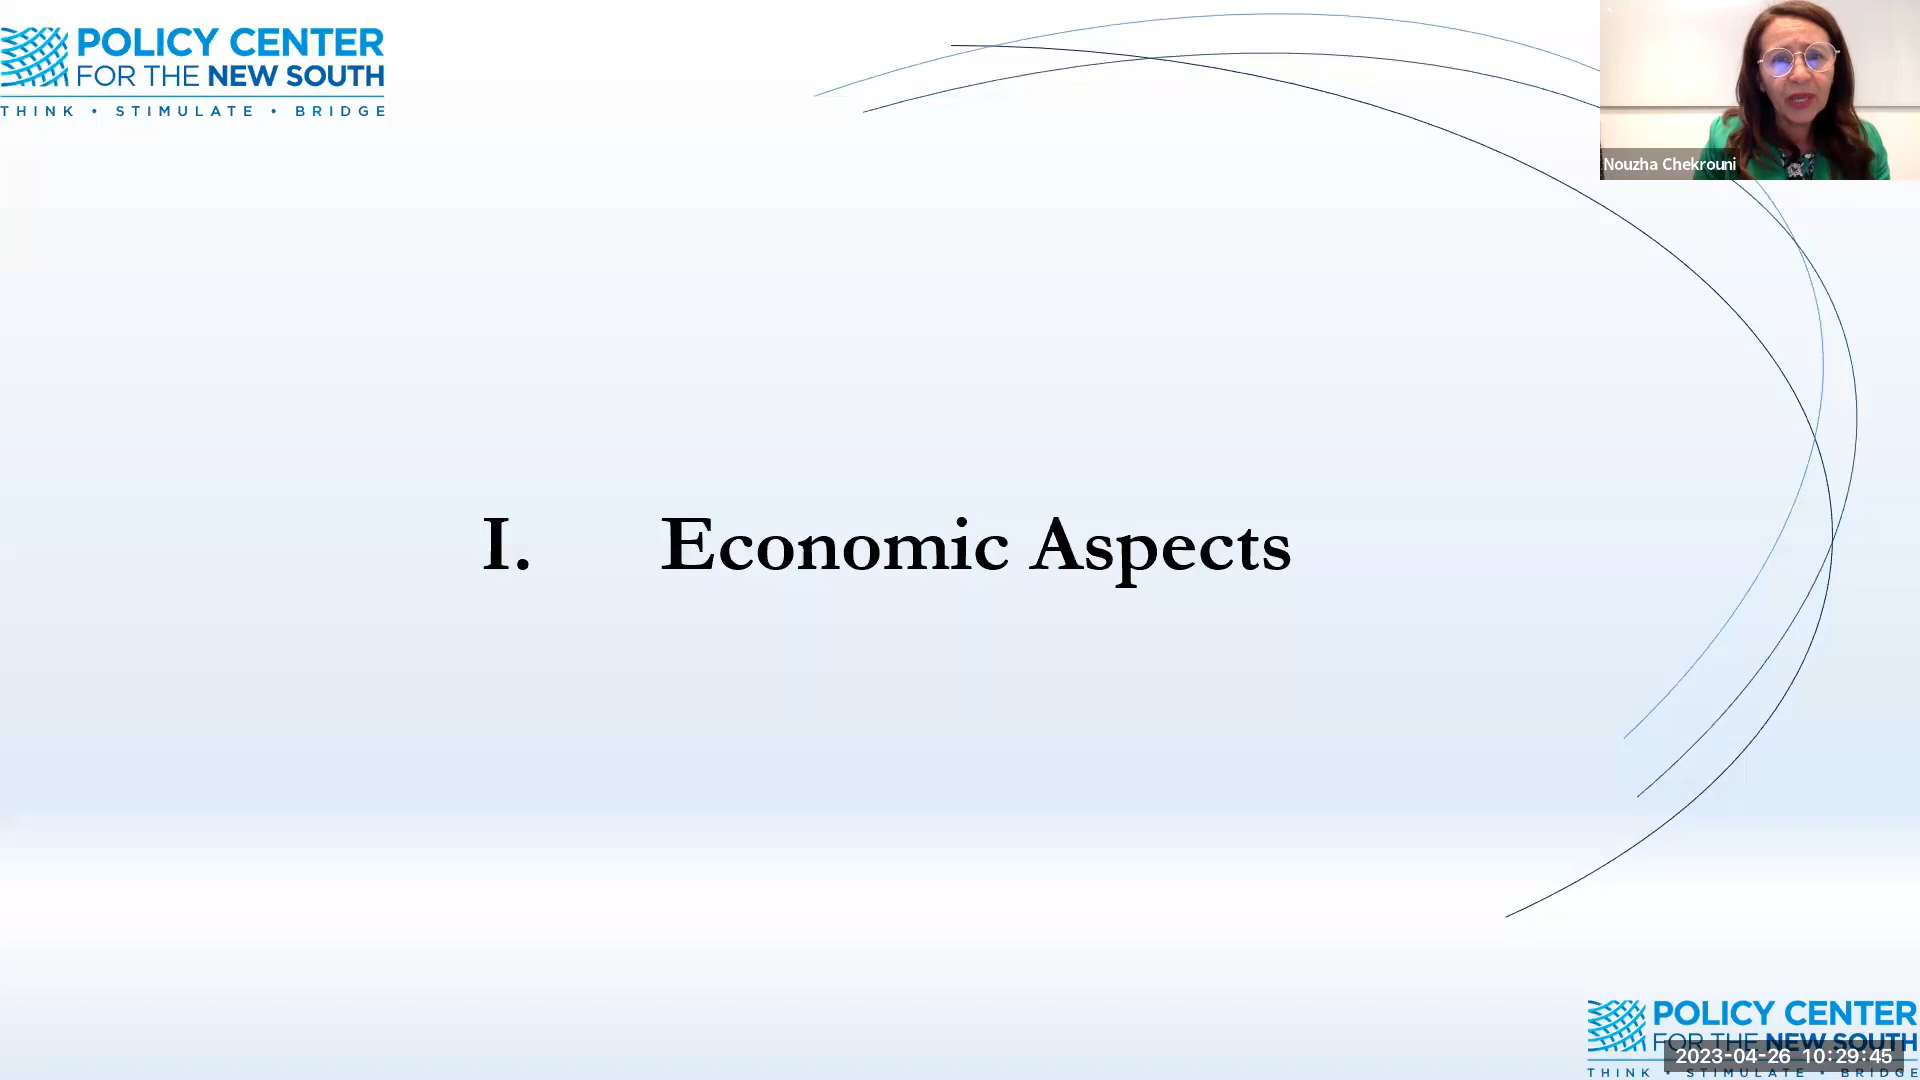 POLICY CENTER
FOR THE NEW SOUTH
THINK • STIMULATE • BRIDGE
Nouzha Chekrouni
I. Economic Aspects
POLICY CENTER
FOR THE NEW SOUTH
2023-04-26 10:29:45
THINK • STIMULATE • BRIDGE